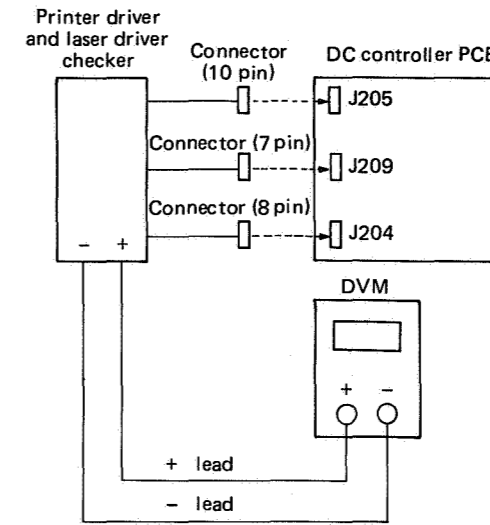 Printer driver
and laser driver
checker
Connector
(10 pin)
DC controller PCB
J205
Connector (7 pin)
J209
Connector (8 pin)
J204
− +
DVM
+ −
+ lead
− lead